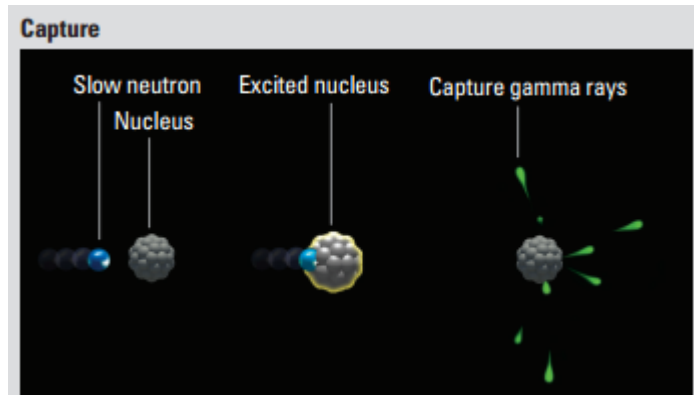 Capture
Slow neutron
Nucleus
Excited nucleus
Capture gamma rays